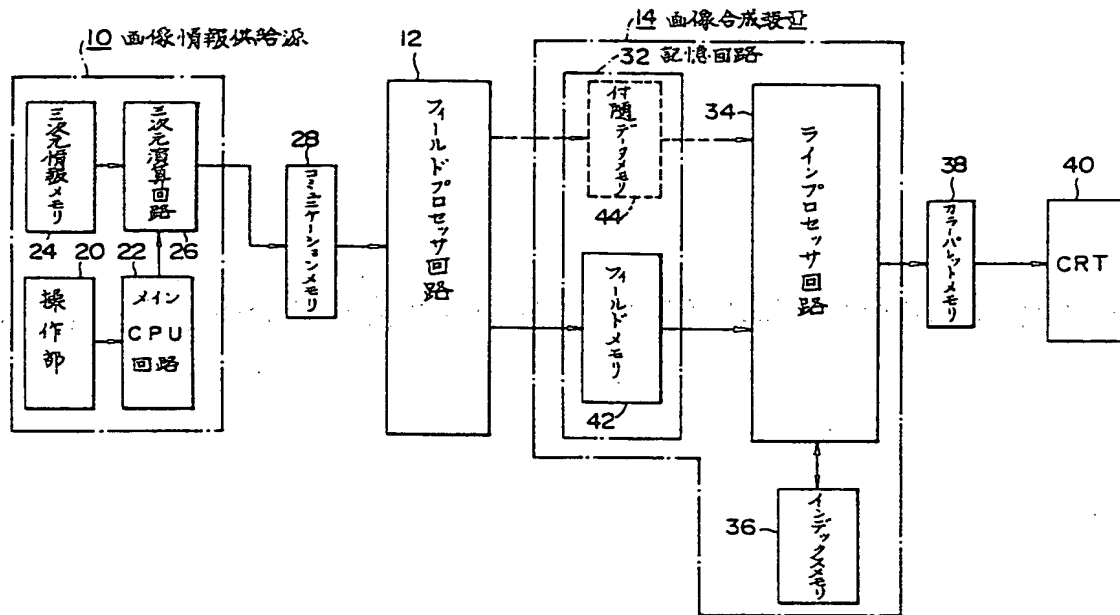 10 画像情報供給源
三次元情報メモリ
24
三次元演算回路
26
操作部
20
メイン
CPU
回路
22
コミュニケーションメモリ
28
12
フィールドプロセッサ回路
14 画像合成装置
32 記憶回路
付随データメモリ
44
フィールドメモリ
42
34
ラインプロセッサ回路
36
インデックスメモリ
38
カラーパレットメモリ
40
CRT